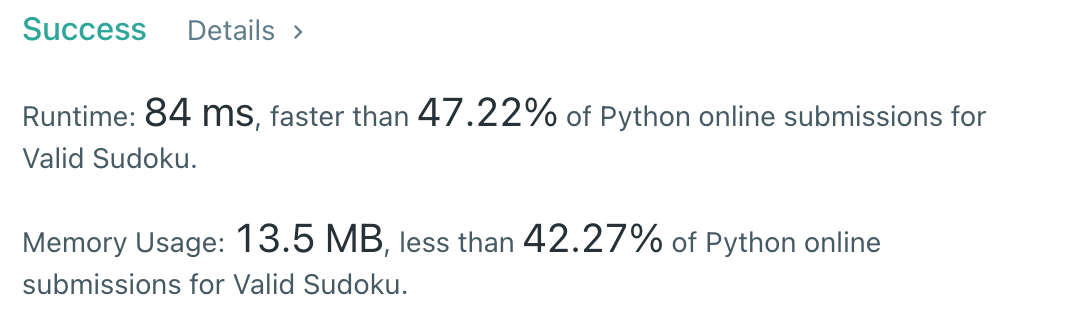 Success Details >
Runtime: 84 ms, faster than 47.22% of Python online submissions for
Valid Sudoku.
Memory Usage: 13.5 MB, less than 42.27% of Python online
submissions for Valid Sudoku.